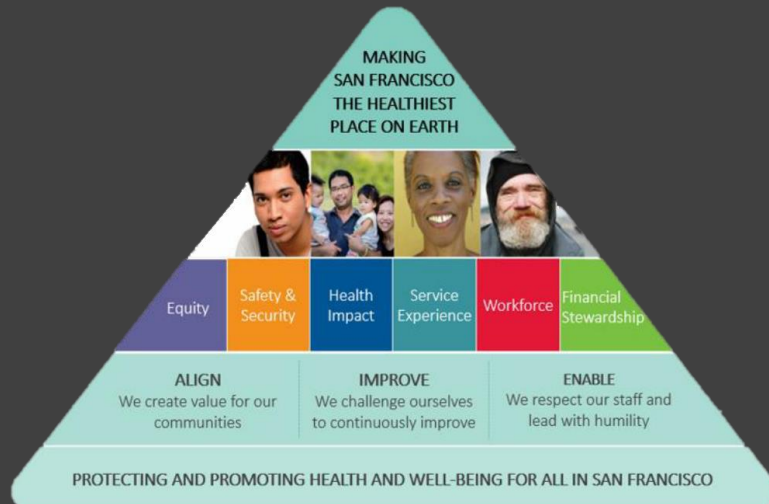 MAKING
SAN FRANCISCO
THE HEALTHIEST
PLACE ON EARTH
Equity
Safety &
Security
Health
Impact
Service
Experience
Workforce
Financial
Stewardship
ALIGN
We create value for our
communities
IMPROVE
We challenge ourselves
to continuously improve
ENABLE
We respect our staff and
lead with humility
PROTECTING AND PROMOTING HEALTH AND WELL-BEING FOR ALL IN SAN FRANCISCO